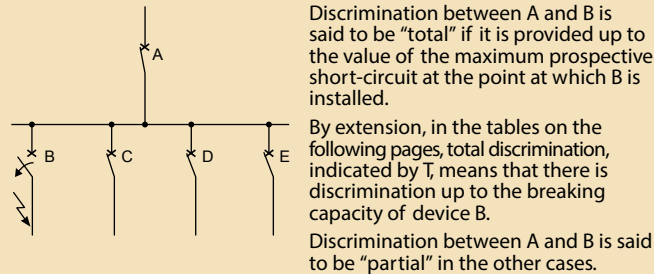 A
B
C
D
E
Discrimination between A and B is
said to be “total” if it is provided up to
the value of the maximum prospective
short-circuit at the point at which B is
installed.
By extension, in the tables on the
following pages, total discrimination,
indicated by T, means that there is
discrimination up to the breaking
capacity of device B.
Discrimination between A and B is said
to be “partial” in the other cases.